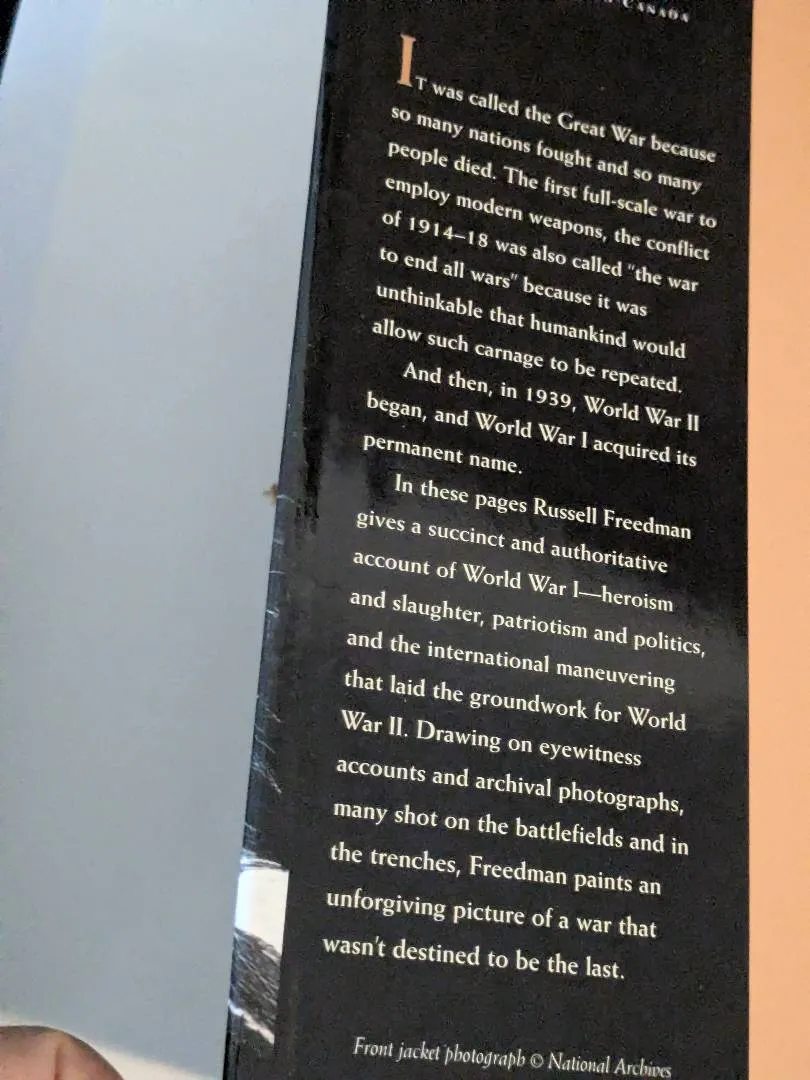 CANADA
IT was called the Great War because
so many nations fought and so many
people died. The first full-scale war to
employ modern weapons, the conflict
of 1914–18 was also called "the war
to end all wars" because it was
unthinkable that humankind would
allow such carnage to be repeated.
And then, in 1939, World War II
began, and World War I acquired its
permanent name.
In these pages Russell Freedman
gives a succinct and authoritative
account of World War I—heroism
and slaughter, patriotism and politics,
and the international maneuvering
that laid the groundwork for World
War II. Drawing on eyewitness
accounts and archival photographs,
many shot on the battlefields and in
the trenches, Freedman paints an
unforgiving picture of a war that
wasn't destined to be the last.
Front jacket photograph © National Archives